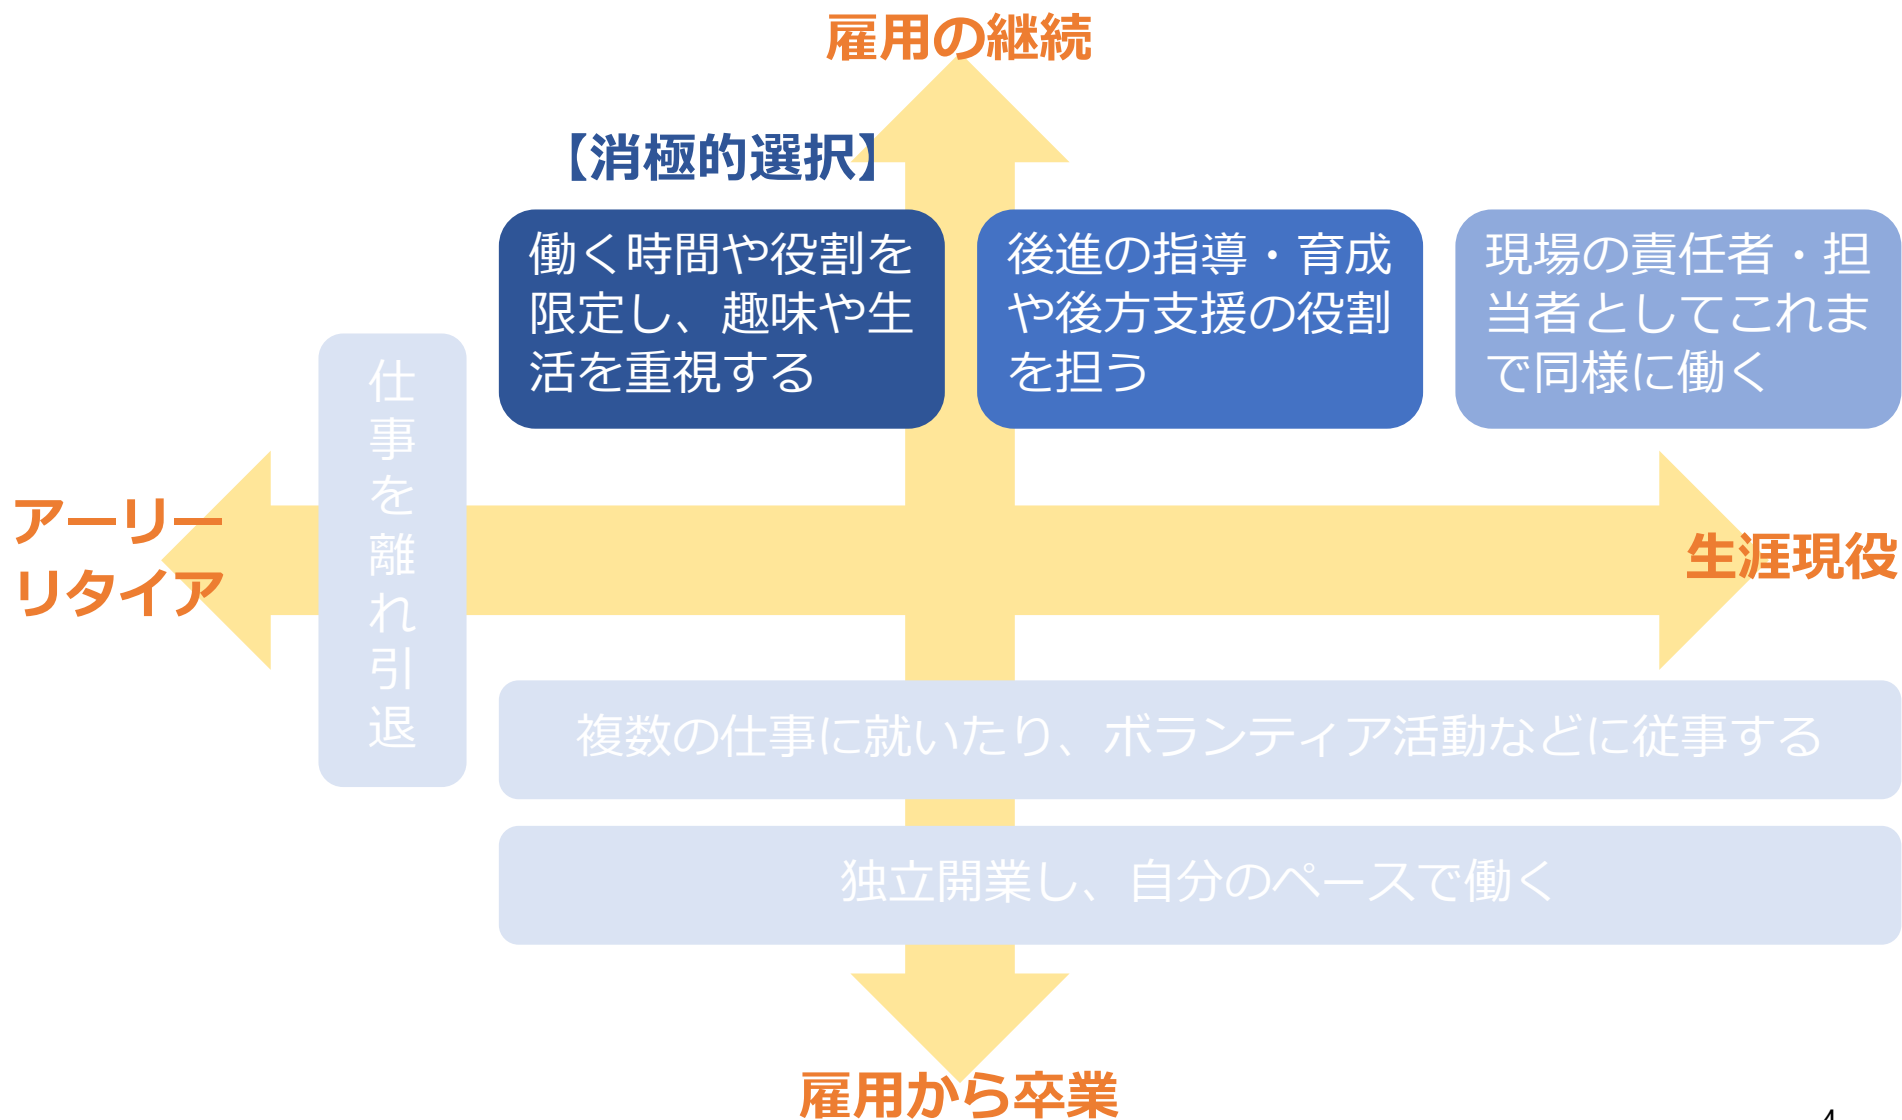 雇用の継続
【消極的選択】
働く時間や役割を
限定し、趣味や生
活を重視する
後進の指導・育成
や後方支援の役割
を担う
現場の責任者・担
当者としてこれま
で同様に働く
仕事を離れ引退
アーリー
リタイア
生涯現役
複数の仕事に就いたり、ボランティア活動などに従事する
独立開業し、自分のペースで働く
雇用から卒業
4